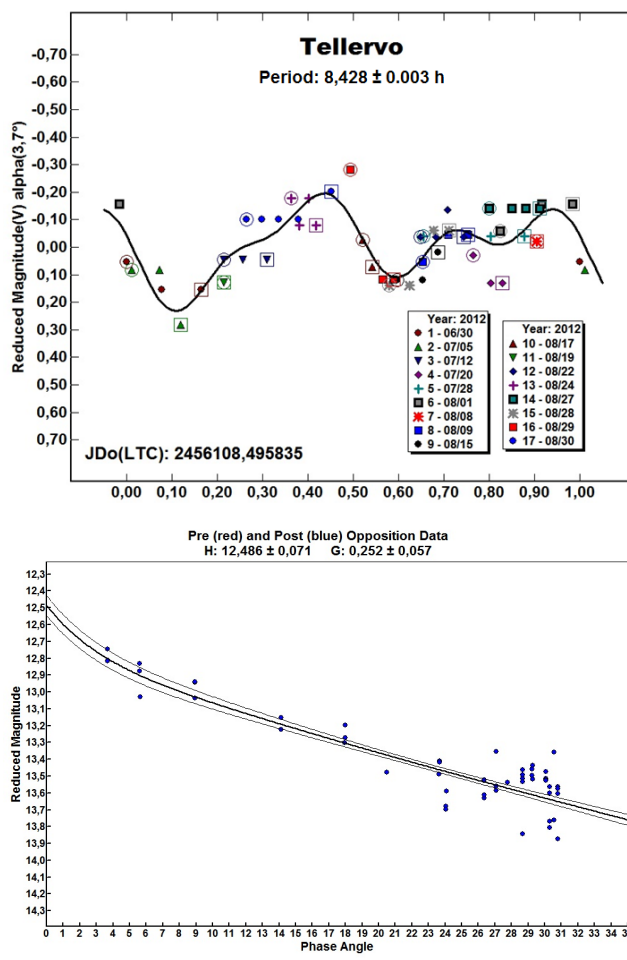 Tellervo
Period: 8,428 ± 0.003 h
Reduced Magnitude(V) alpha(3,7°)
-0,70
-0,60
-0,50
-0,40
-0,30
-0,20
-0,10
0,00
0,10
0,20
0,30
0,40
0,50
0,60
0,70
Year: 2012
1 - 06/30
2 - 07/05
3 - 07/12
4 - 07/20
5 - 07/28
6 - 08/01
7 - 08/08
8 - 08/09
9 - 08/15
Year: 2012
10 - 08/17
11 - 08/19
12 - 08/22
13 - 08/24
14 - 08/27
15 - 08/28
16 - 08/29
17 - 08/30
JDo(LTC): 2456108,495835
0,00 0,10 0,20 0,30 0,40 0,50 0,60 0,70 0,80 0,90 1,00
Pre (red) and Post (blue) Opposition Data
H: 12,486 ± 0,071 G: 0,252 ± 0,057
Reduced Magnitude
12,3
12,4
12,5
12,6
12,7
12,8
12,9
13,0
13,1
13,2
13,3
13,4
13,5
13,6
13,7
13,8
13,9
14,0
14,1
14,2
14,3
0 1 2 3 4 5 6 7 8 9 10 11 12 13 14 15 16 17 18 19 20 21 22 23 24 25 26 27 28 29 30 31 32 33 34 35
Phase Angle